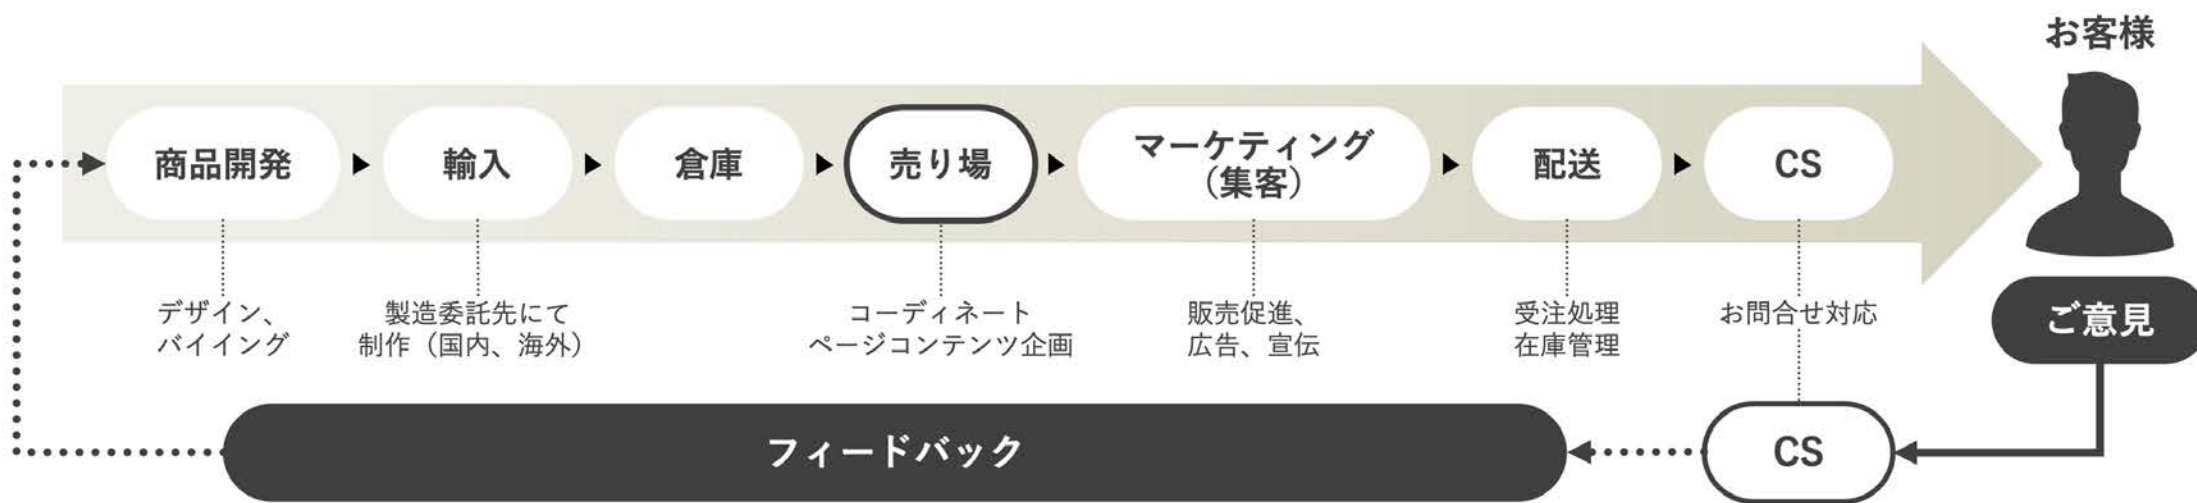 お客様
商品開発
輸入
倉庫
売り場
マーケティング
（集客）
配送
CS
デザイン、
バイイング
製造委託先にて
制作（国内、海外）
コーディネート
ページコンテンツ企画
販売促進、
広告、宣伝
受注処理
在庫管理
お問合せ対応
ご意見
フィードバック
CS